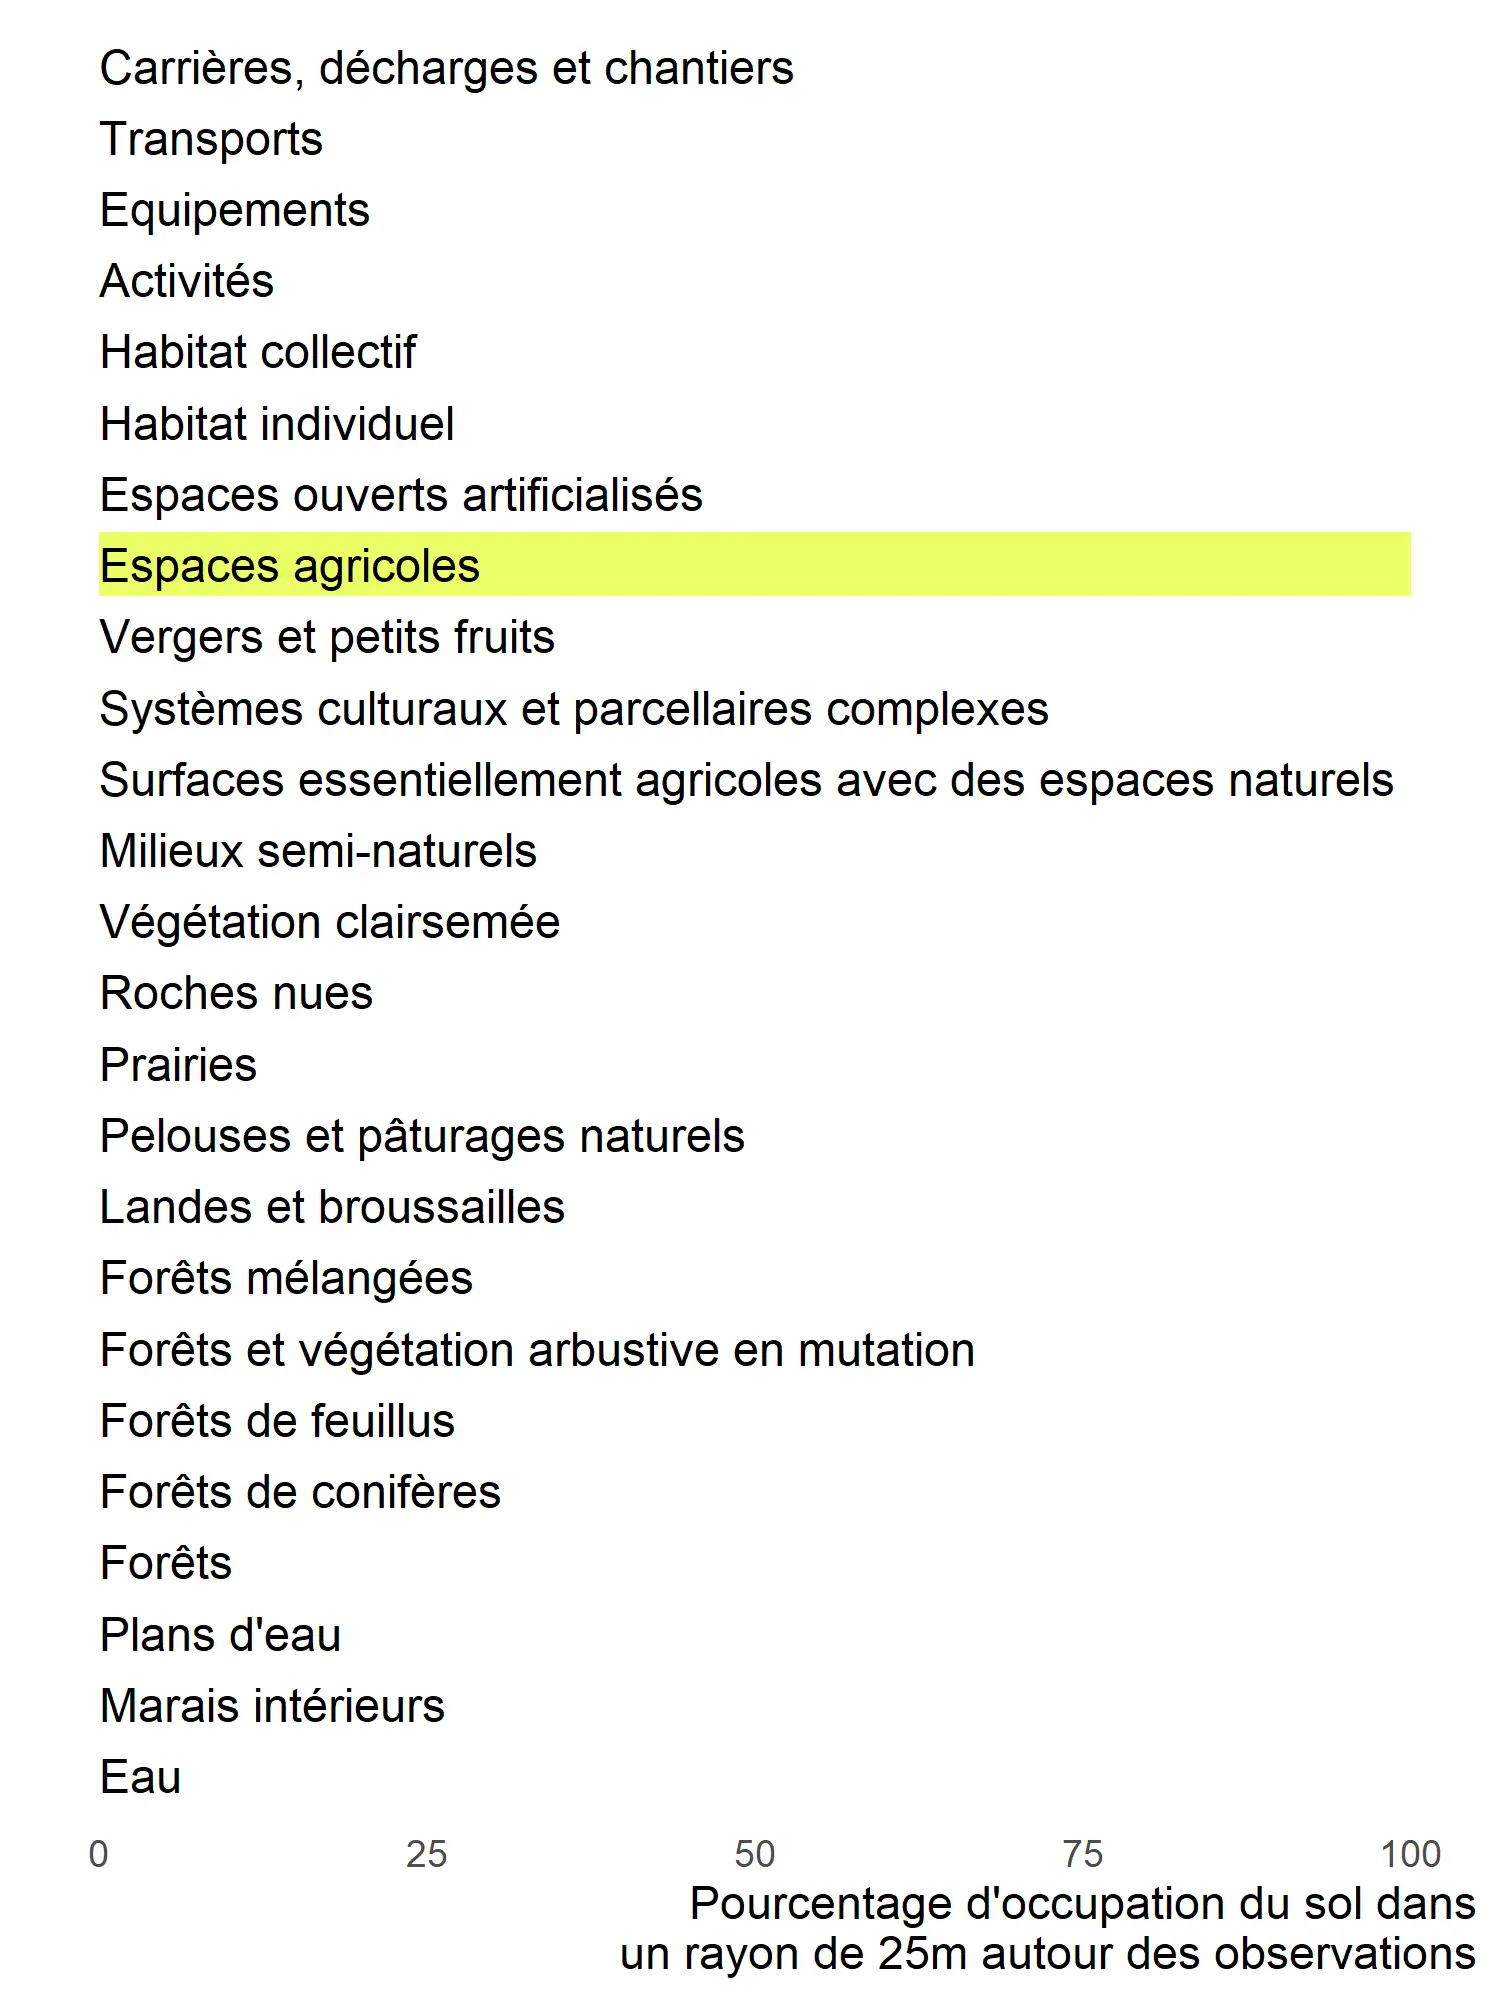 Carrières, décharges et chantiers
Transports
Equipements
Activités
Habitat collectif
Habitat individuel
Espaces ouverts artificialisés
Espaces agricoles
Vergers et petits fruits
Systèmes culturaux et parcellaires complexes
Surfaces essentiellement agricoles avec des espaces naturels
Milieux semi-naturels
Végétation clairsemée
Roches nues
Prairies
Pelouses et pâturages naturels
Landes et broussailles
Forêts mélangées
Forêts et végétation arbustive en mutation
Forêts de feuillus
Forêts de conifères
Forêts
Plans d'eau
Marais intérieurs
Eau
0 25 50 75 100
Pourcentage d'occupation du sol dans
un rayon de 25m autour des observations